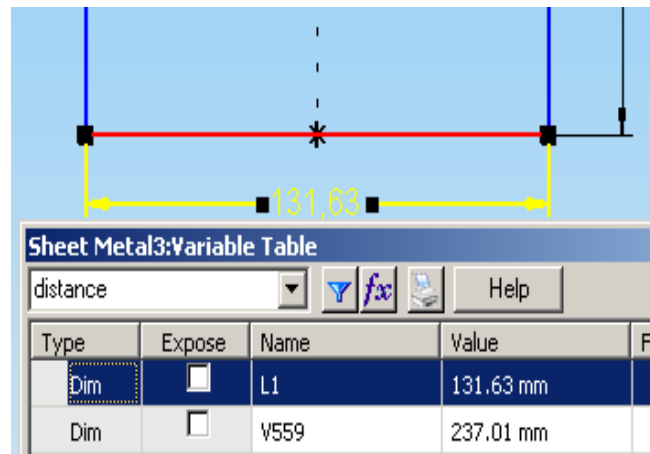 131,63
Sheet Metal3:Variable Table
distance fx Help
Type Expose Name Value F
Dim L1 131.63 mm
Dim V559 237.01 mm